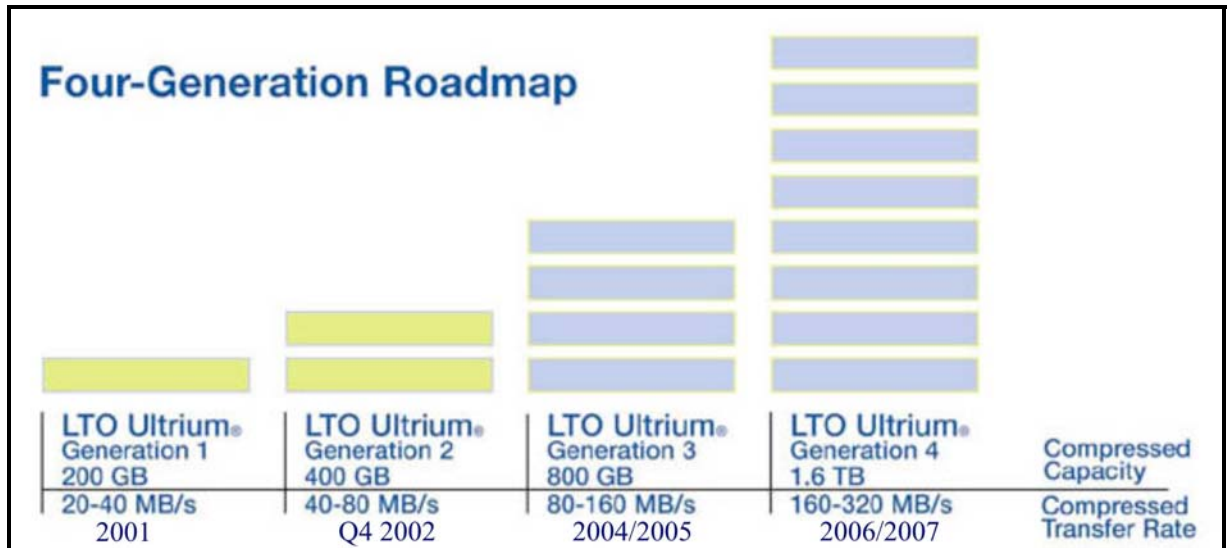 Four-Generation Roadmap
LTO Ultrium® LTO Ultrium® LTO Ultrium® LTO Ultrium®
Generation 1 Generation 2 Generation 3 Generation 4 Compressed
200 GB 400 GB 800 GB 1.6 TB Capacity
20-40 MB/s 40-80 MB/s 80-160 MB/s 160-320 MB/s Compressed
2001 Q4 2002 2004/2005 2006/2007 Transfer Rate